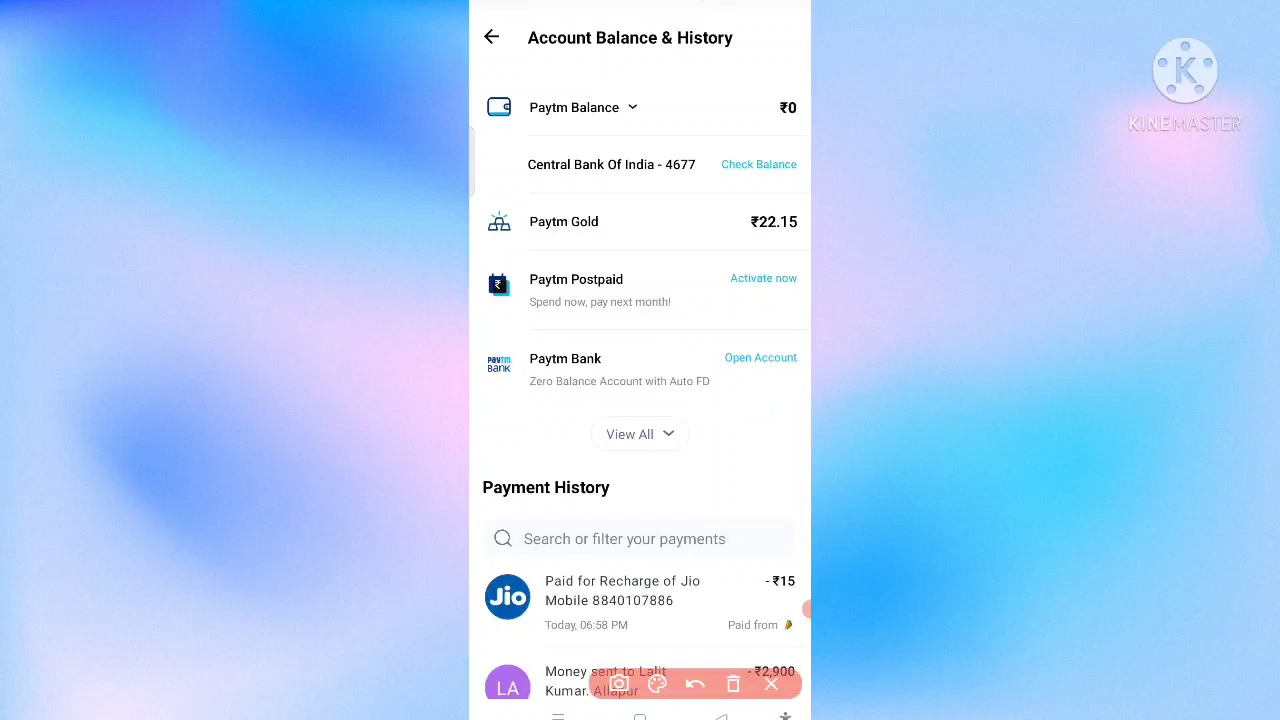 Account Balance & History
Paytm Balance ₹0
Central Bank Of India - 4677 Check Balance
Paytm Gold ₹22.15
₹
Paytm Postpaid Activate now
Spend now, pay next month!
paytm BANK
Paytm Bank Open Account
Zero Balance Account with Auto FD
View All
Payment History
Search or filter your payments
Jio
Paid for Recharge of Jio - ₹15
Mobile 8840107886
Today, 06:58 PM Paid from
LA
Money sent to Lalit - ₹2,900
Kumar. Allapur
K
KINEMASTER